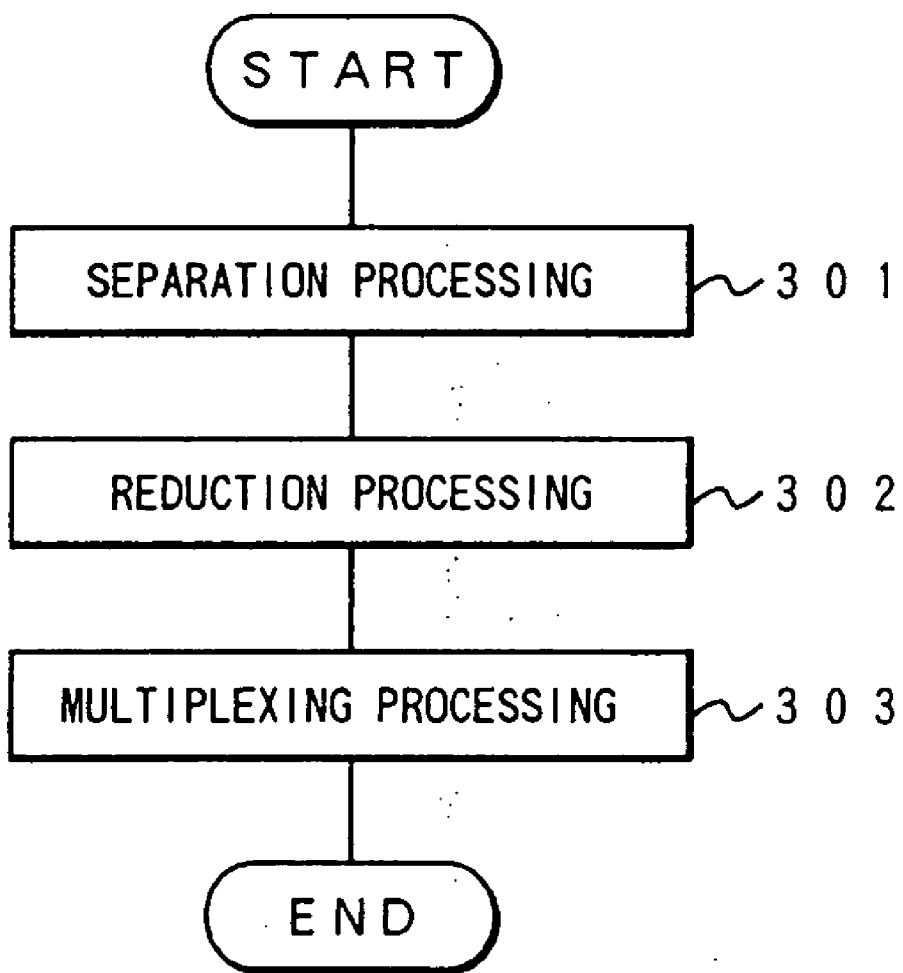 START
SEPARATION PROCESSING 301
REDUCTION PROCESSING 302
MULTIPLEXING PROCESSING 303
END